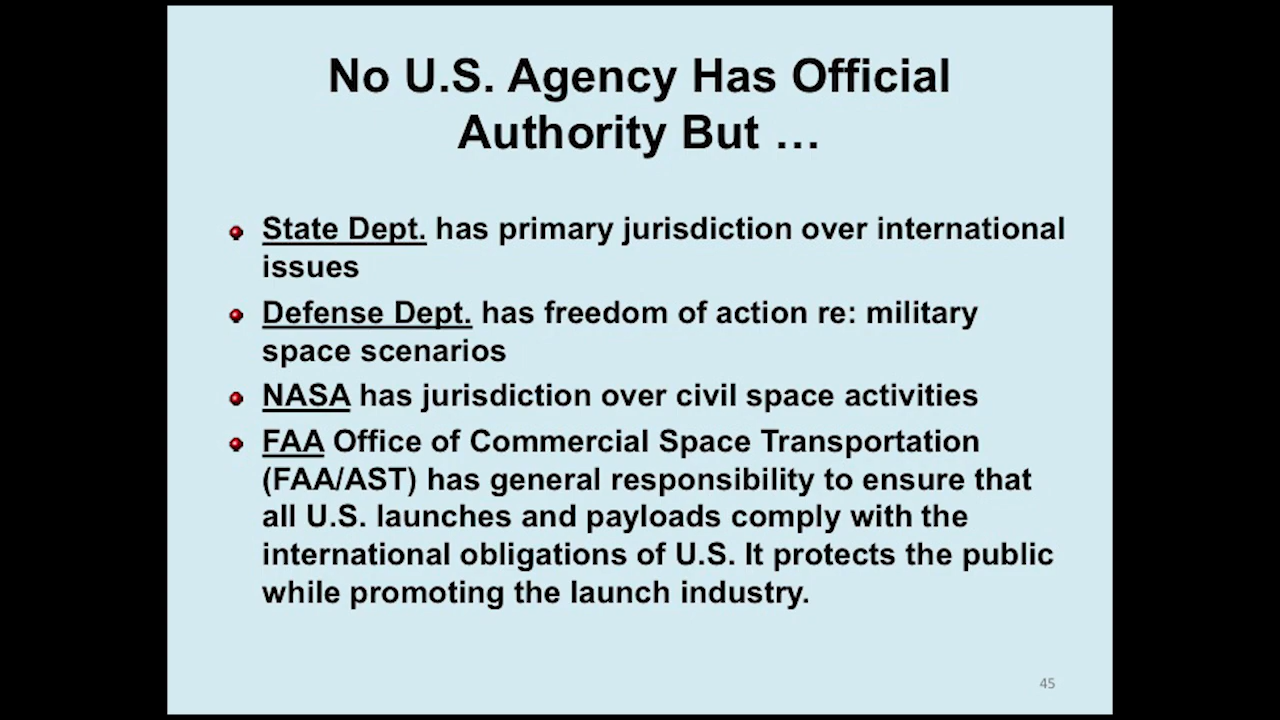 No U.S. Agency Has Official
Authority But …
State Dept. has primary jurisdiction over international
issues
Defense Dept. has freedom of action re: military
space scenarios
NASA has jurisdiction over civil space activities
FAA Office of Commercial Space Transportation
(FAA/AST) has general responsibility to ensure that
all U.S. launches and payloads comply with the
international obligations of U.S. It protects the public
while promoting the launch industry.
45